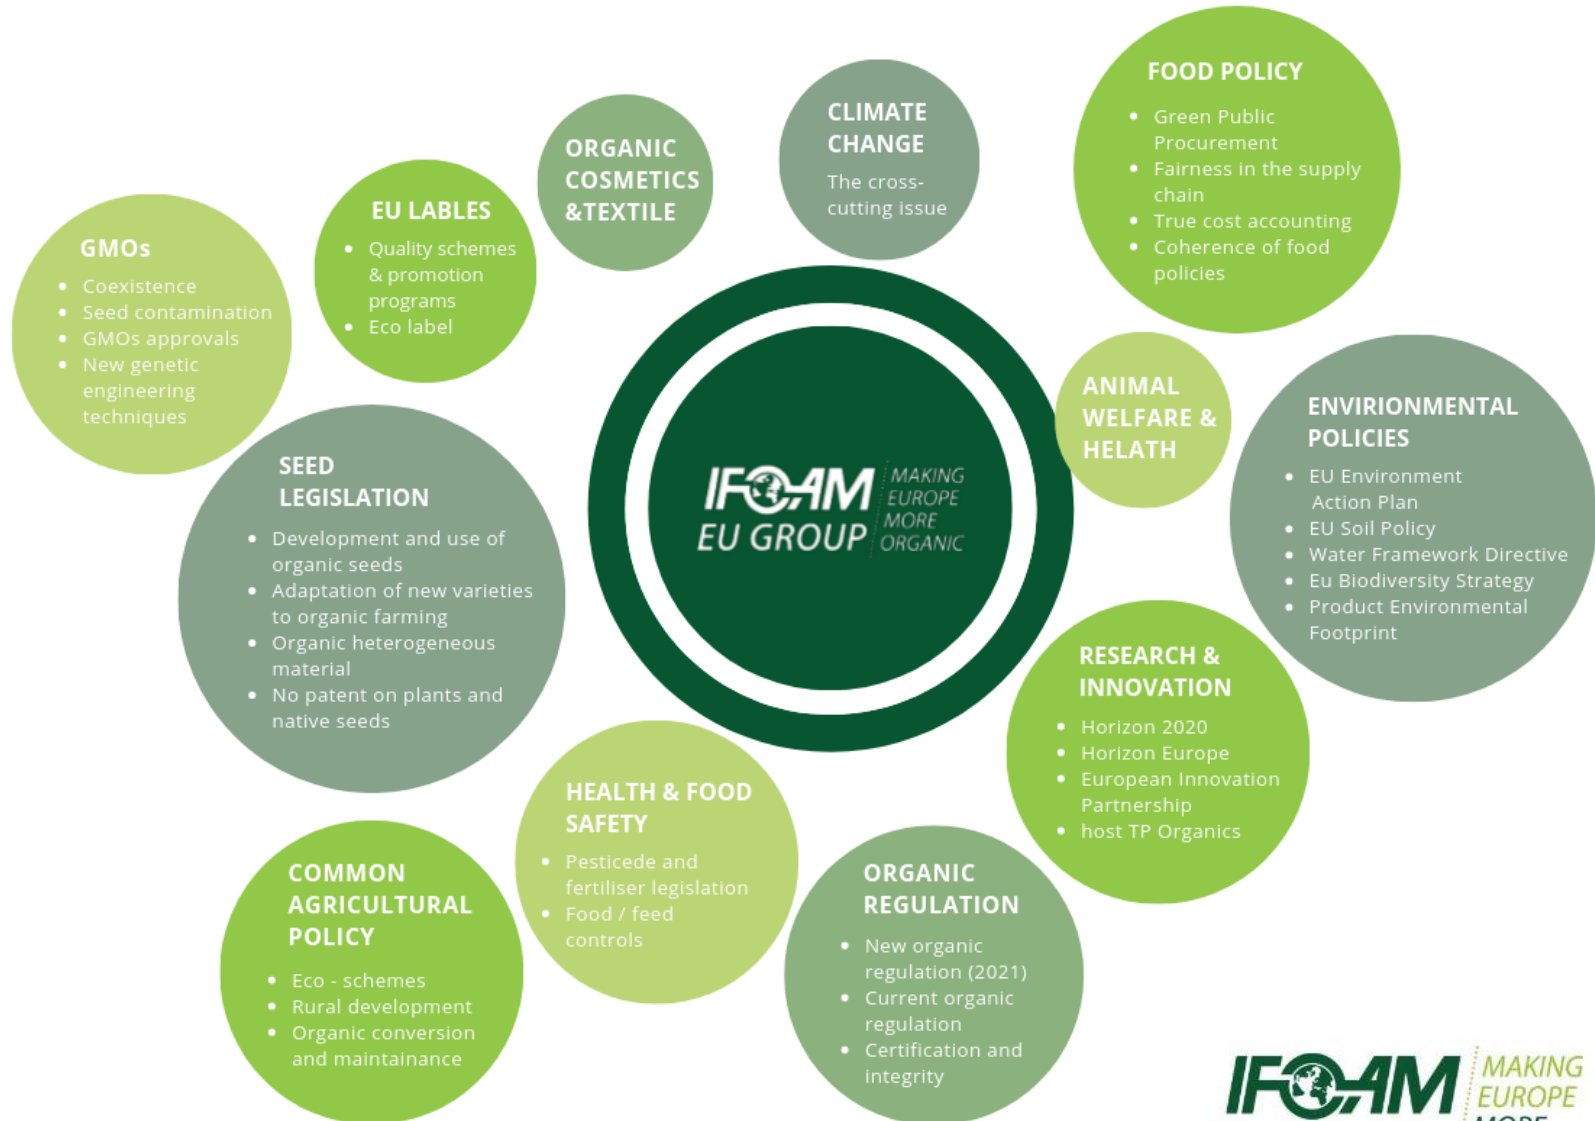 FOOD POLICY
• Green Public
Procurement
• Fairness in the supply
chain
• True cost accounting
• Coherence of food
policies
CLIMATE
CHANGE
The cross-
cutting issue
ORGANIC
COSMETICS
&TEXTILE
EU LABLES
• Quality schemes
& promotion
programs
• Eco label
GMOs
• Coexistence
• Seed contamination
• GMOs approvals
• New genetic
engineering
techniques
ANIMAL
WELFARE &
HELATH
ENVIRIONMENTAL
POLICIES
• EU Environment
Action Plan
• EU Soil Policy
• Water Framework Directive
• Eu Biodiversity Strategy
• Product Environmental
Footprint
SEED
LEGISLATION
• Development and use of
organic seeds
• Adaptation of new varieties
to organic farming
• Organic heterogeneous
material
• No patent on plants and
native seeds
IFOAM
EU GROUP
MAKING
EUROPE
MORE
ORGANIC
RESEARCH &
INNOVATION
• Horizon 2020
• Horizon Europe
• European Innovation
Partnership
• host TP Organics
HEALTH & FOOD
SAFETY
• Pesticede and
fertiliser legislation
• Food / feed
controls
COMMON
AGRICULTURAL
POLICY
• Eco - schemes
• Rural development
• Organic conversion
and maintainance
ORGANIC
REGULATION
• New organic
regulation (2021)
• Current organic
regulation
• Certification and
integrity
IFOAM
MAKING
EUROPE
MORE